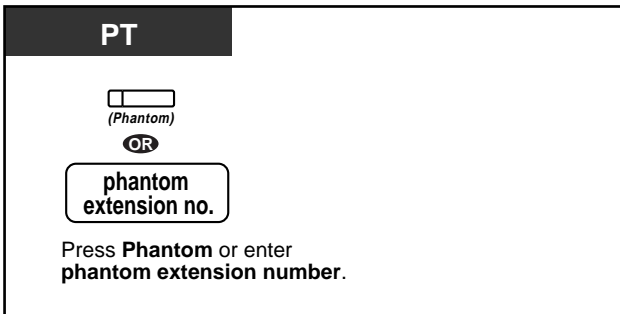 PT
(Phantom)
OR
phantom
extension no.
Press Phantom or enter
phantom extension number.